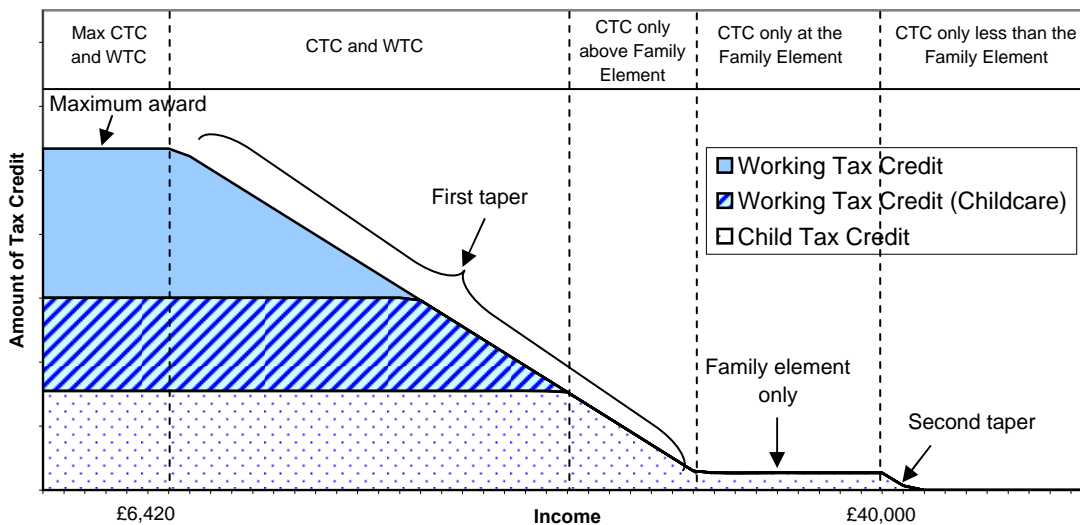 Max CTC
and WTC
CTC and WTC
CTC only
above Family
Element
CTC only at the
Family Element
CTC only less than the
Family Element
Maximum award
First taper
Working Tax Credit
Working Tax Credit (Childcare)
Child Tax Credit
Family element
only
Second taper
Amount of Tax Credit
£6,420
Income
£40,000